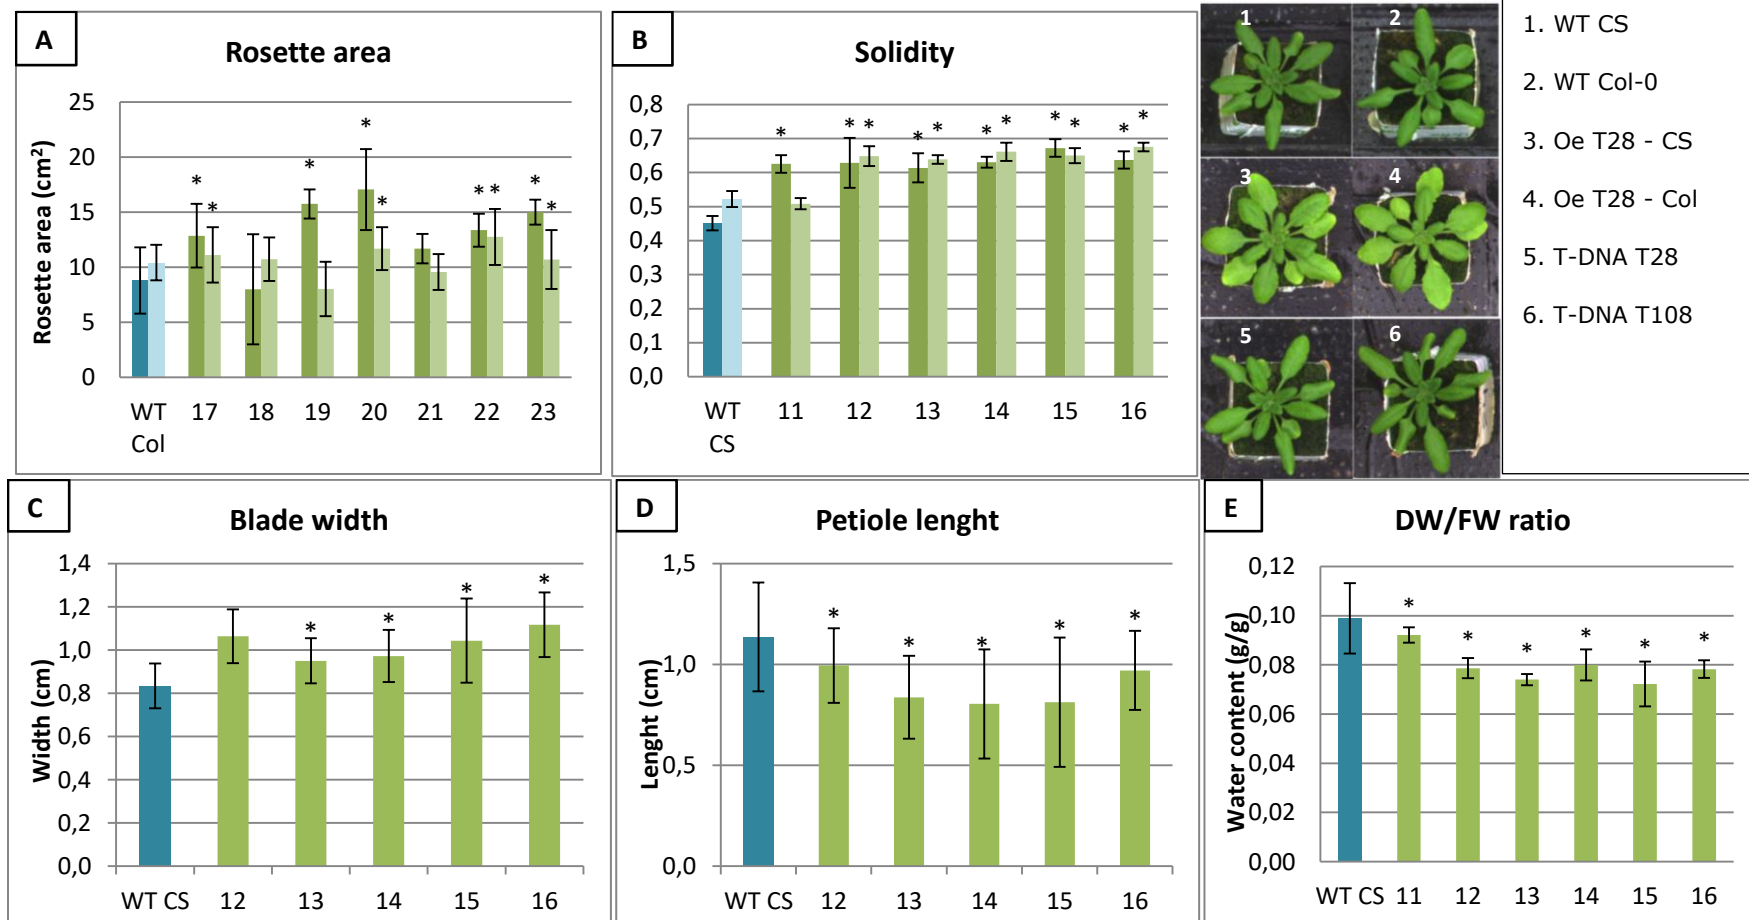 A
Rosette area
Rosette area (cm²)
25
20
15
10
5
0
* * * * * * * * *
WT Col 17 18 19 20 21 22 23
B
Solidity
0,8
0,7
0,6
0,5
0,4
0,3
0,2
0,1
0,0
* * * * * * * * * * *
WT CS 11 12 13 14 15 16
1 2
3 4
5 6
1. WT CS
2. WT Col-0
3. Oe T28 - CS
4. Oe T28 - Col
5. T-DNA T28
6. T-DNA T108
C
Blade width
Width (cm)
1,4
1,2
1,0
0,8
0,6
0,4
0,2
0,0
* * * *
WT CS 12 13 14 15 16
D
Petiole lenght
Lenght (cm)
1,5
1,0
0,5
0,0
* * * * *
WT CS 12 13 14 15 16
E
DW/FW ratio
Water content (g/g)
0,12
0,10
0,08
0,06
0,04
0,02
0,00
* * * * * *
WT CS 11 12 13 14 15 16